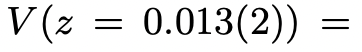 V(z = 0.013(2)) =